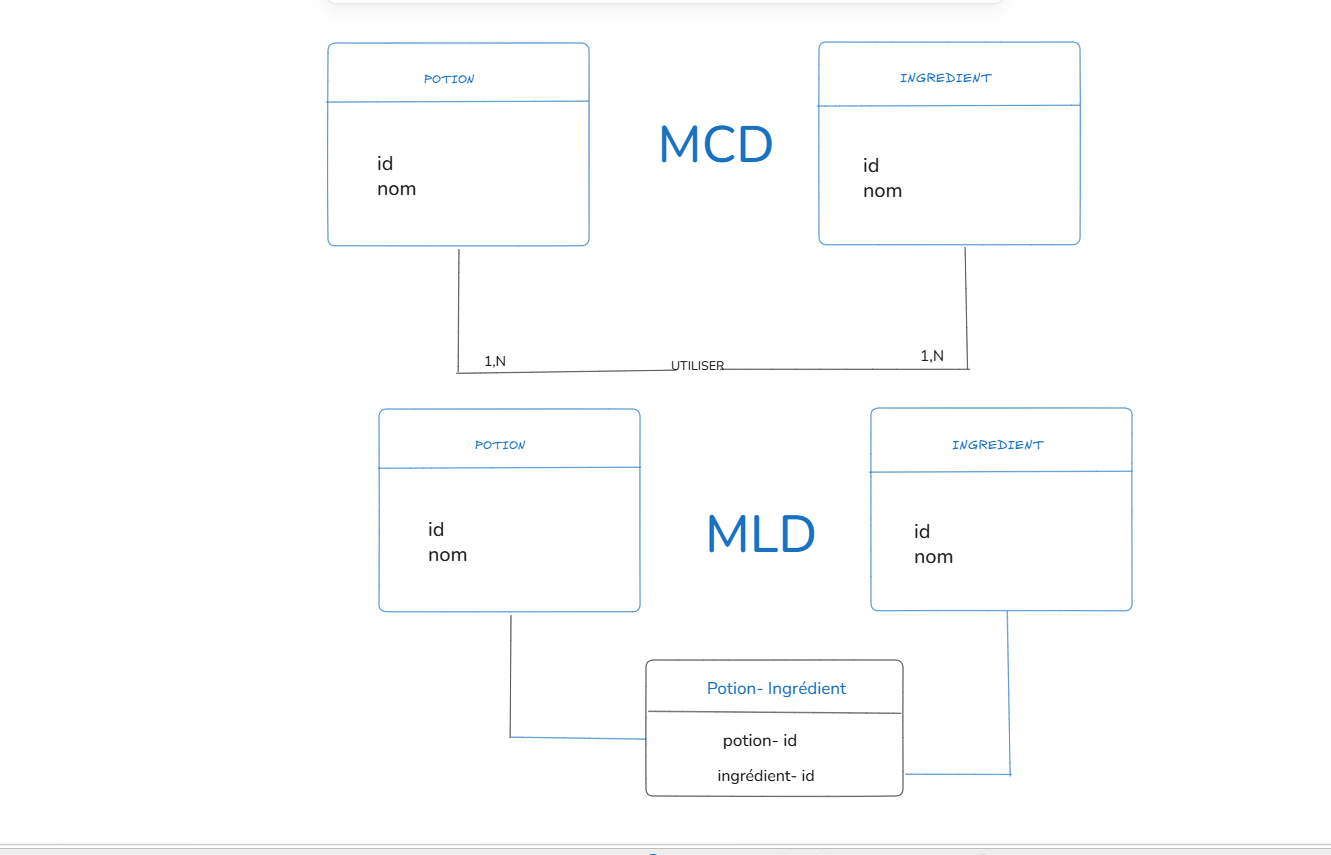 POTION
INGREDIENT
MCD
id
nom
id
nom
1,N
UTILISER
1,N
POTION
INGREDIENT
MLD
id
nom
id
nom
Potion- Ingrédient
potion- id
ingrédient- id